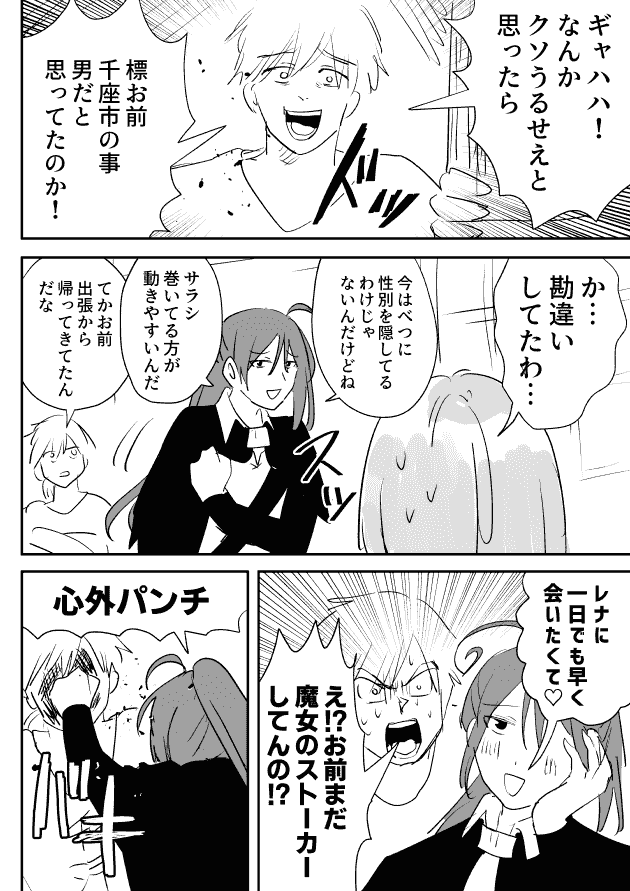 ギャハハ！
なんか
クソうるせえと
思ったら
標お前
千座市の事
男だと
思ってたのか！
ズズッ
か…
勘違い
してたわ…
今はべつに
性別を隠してる
わけじゃ
ないんだけどね
サラシ
巻いてる方が
動きやすいんだ
てかお前
出張から
帰ってきてたん
だな
スッ
レナに
一日でも早く
会いたくて♡
え!?お前まだ
魔女のストーカー
してんの!?
心外パンチ